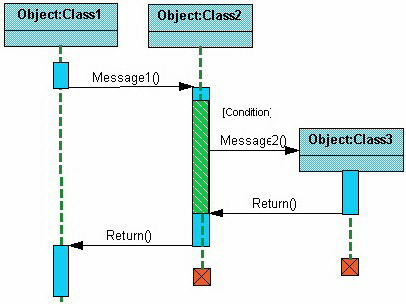 Object:Class1
Object:Class2
Message1()
[Condition]
Message2()
Object:Class3
Return()
Return()